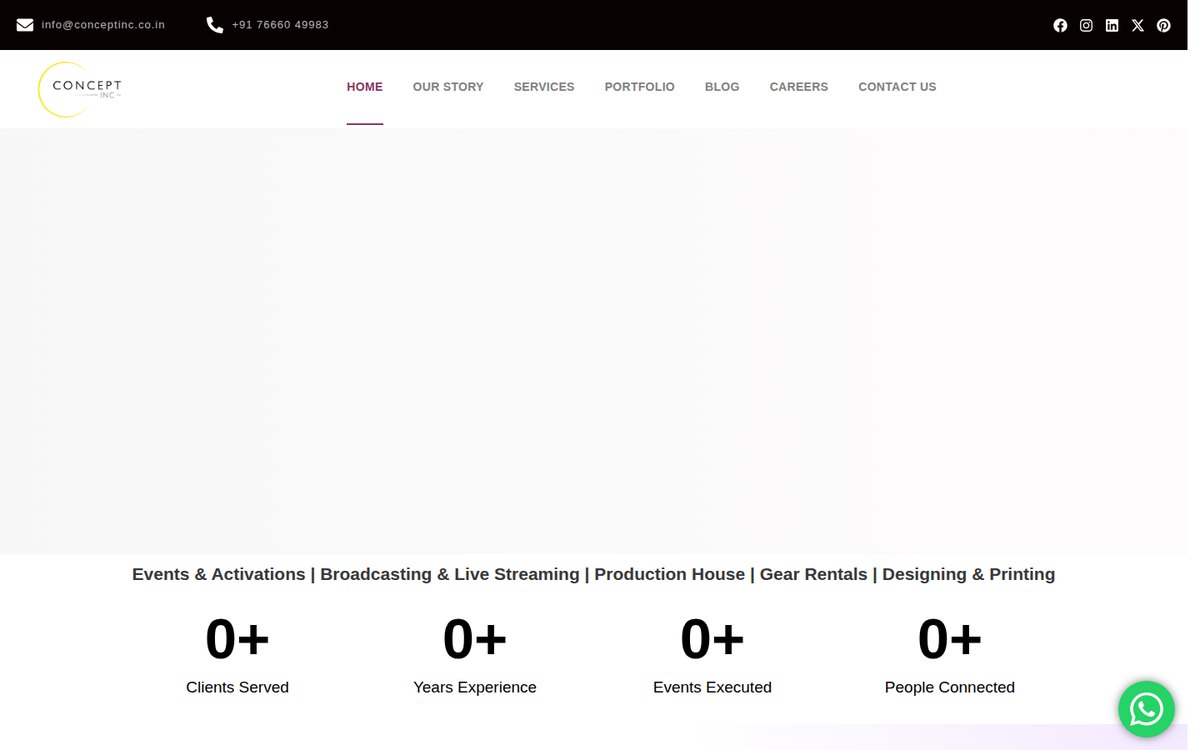 info@conceptinc.co.in +91 76660 49983
CONCEPT
INC
HOME OUR STORY SERVICES PORTFOLIO BLOG CAREERS CONTACT US
Events & Activations | Broadcasting & Live Streaming | Production House | Gear Rentals | Designing & Printing
0+ 0+ 0+ 0+
Clients Served Years Experience Events Executed People Connected